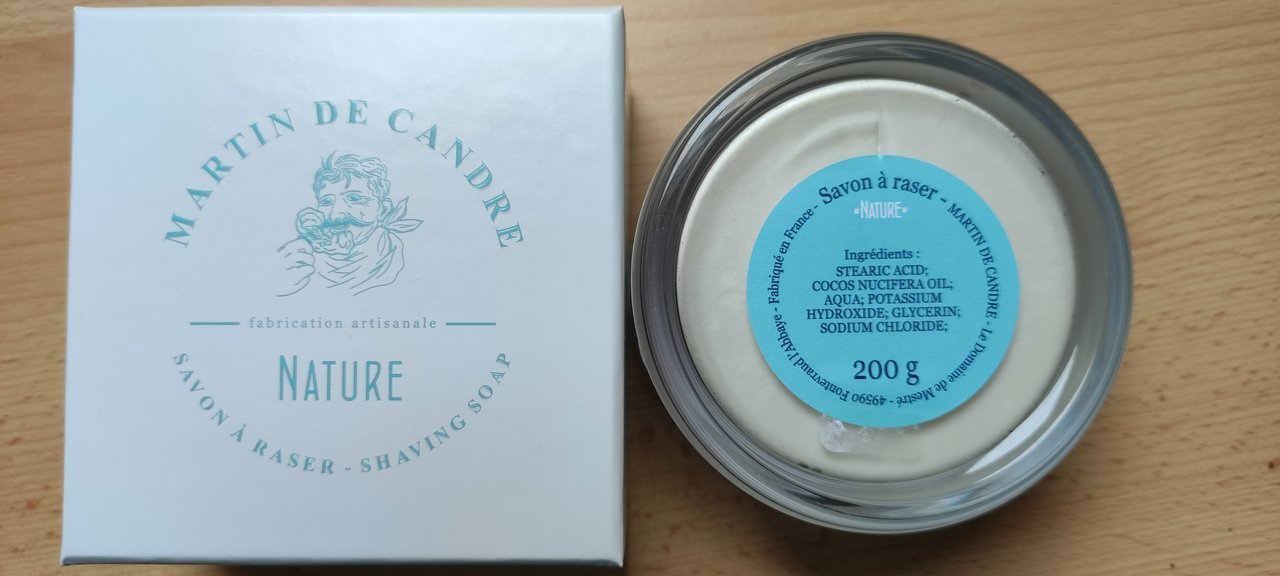 MARTIN DE CANDRE
fabrication artisanale
NATURE
SAVON À RASER - SHAVING SOAP
Savon à raser - MARTIN DE CANDRE - Le Domaine de Mestré - 49590 Fontevraud l'Abbaye - Fabriqué en France -
NATURE
Ingrédients :
STEARIC ACID;
COCOS NUCIFERA OIL;
AQUA; POTASSIUM
HYDROXIDE; GLYCERIN;
SODIUM CHLORIDE;
200 g